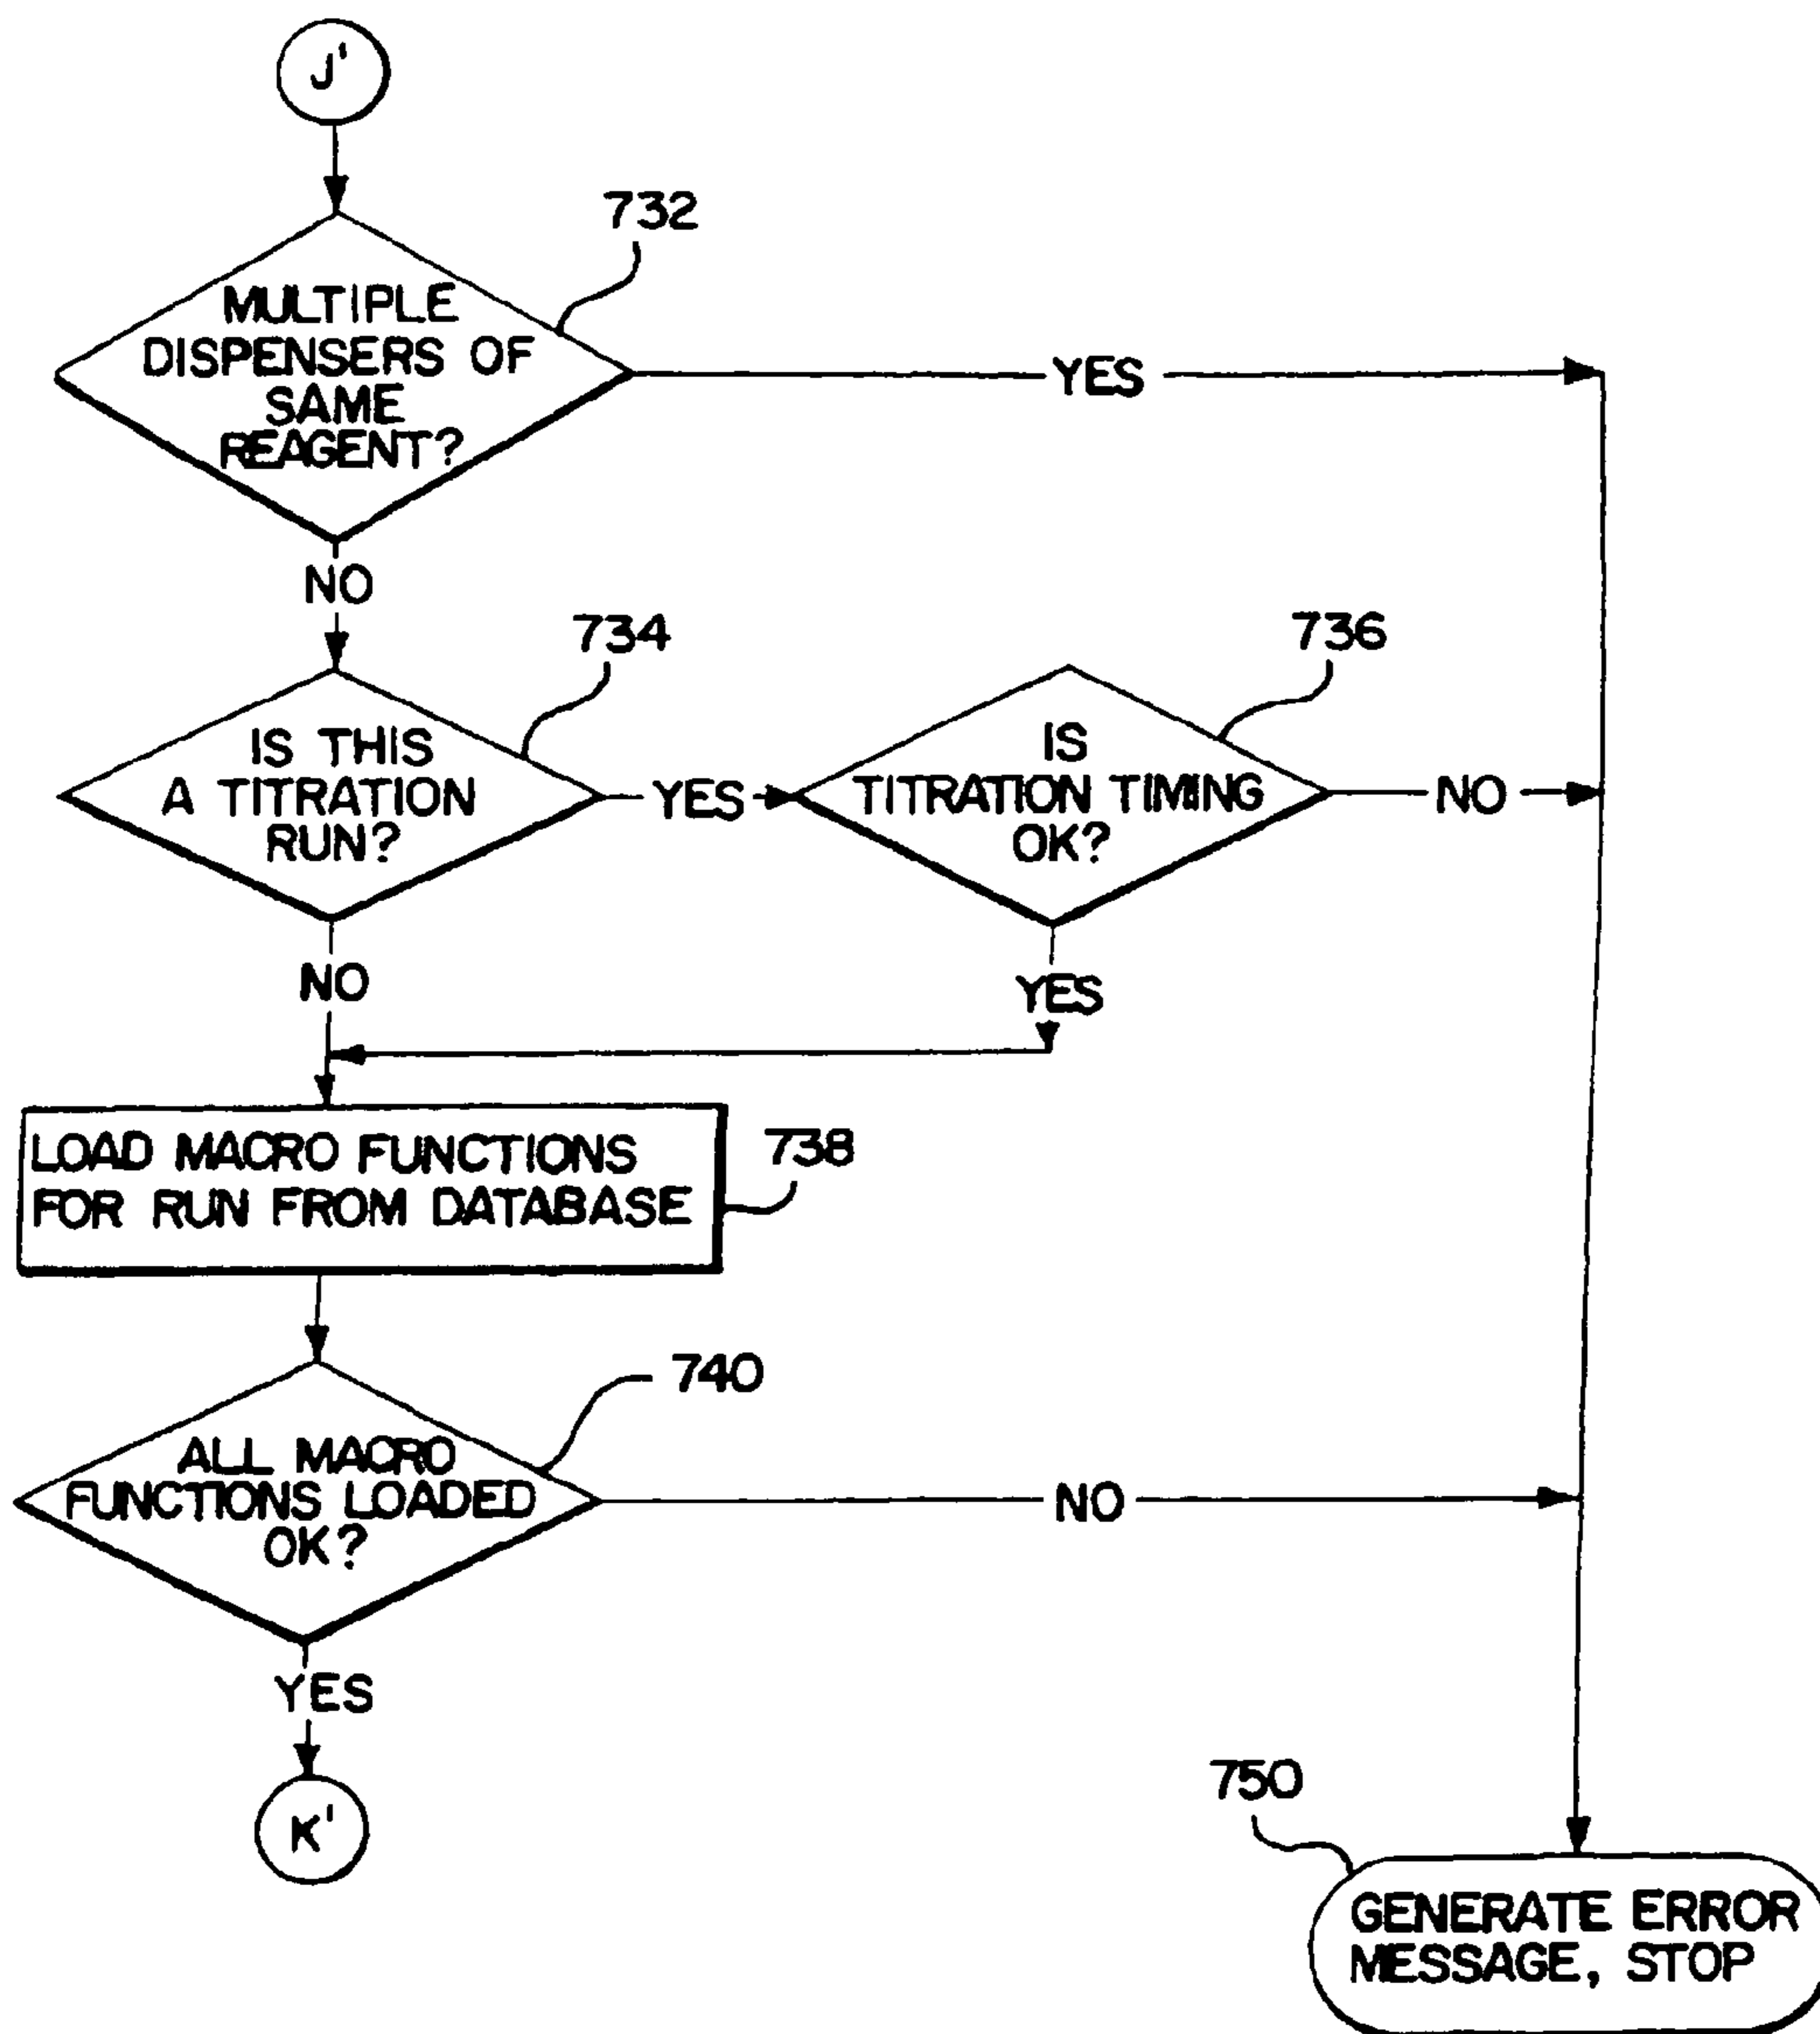 J'
732
MULTIPLE
DISPENSERS OF
SAME
REAGENT?
YES
NO
734
736
IS THIS
A TITRATION
RUN?
YES
IS
TITRATION TIMING
OK?
NO
NO
YES
LOAD MACRO FUNCTIONS
FOR RUN FROM DATABASE
738
740
ALL MACRO
FUNCTIONS LOADED
OK?
NO
YES
K'
750
GENERATE ERROR
MESSAGE, STOP